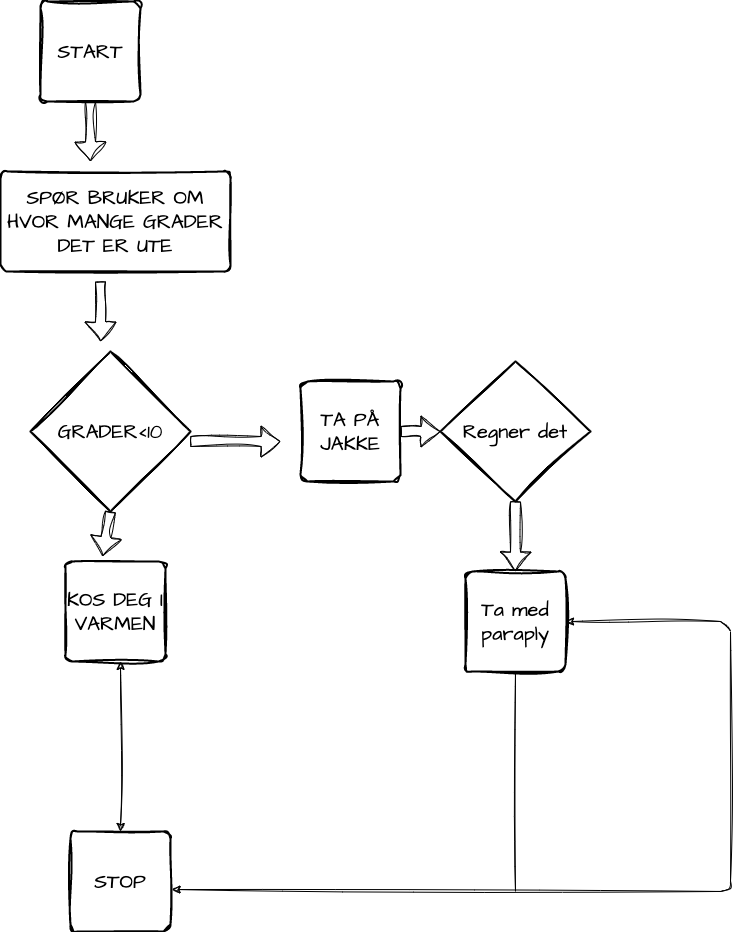 START
SPØR BRUKER OM
HVOR MANGE GRADER
DET ER UTE
GRADER<10
TA PÅ
JAKKE
Regner det
KOS DEG I
VARMEN
Ta med
paraply
STOP